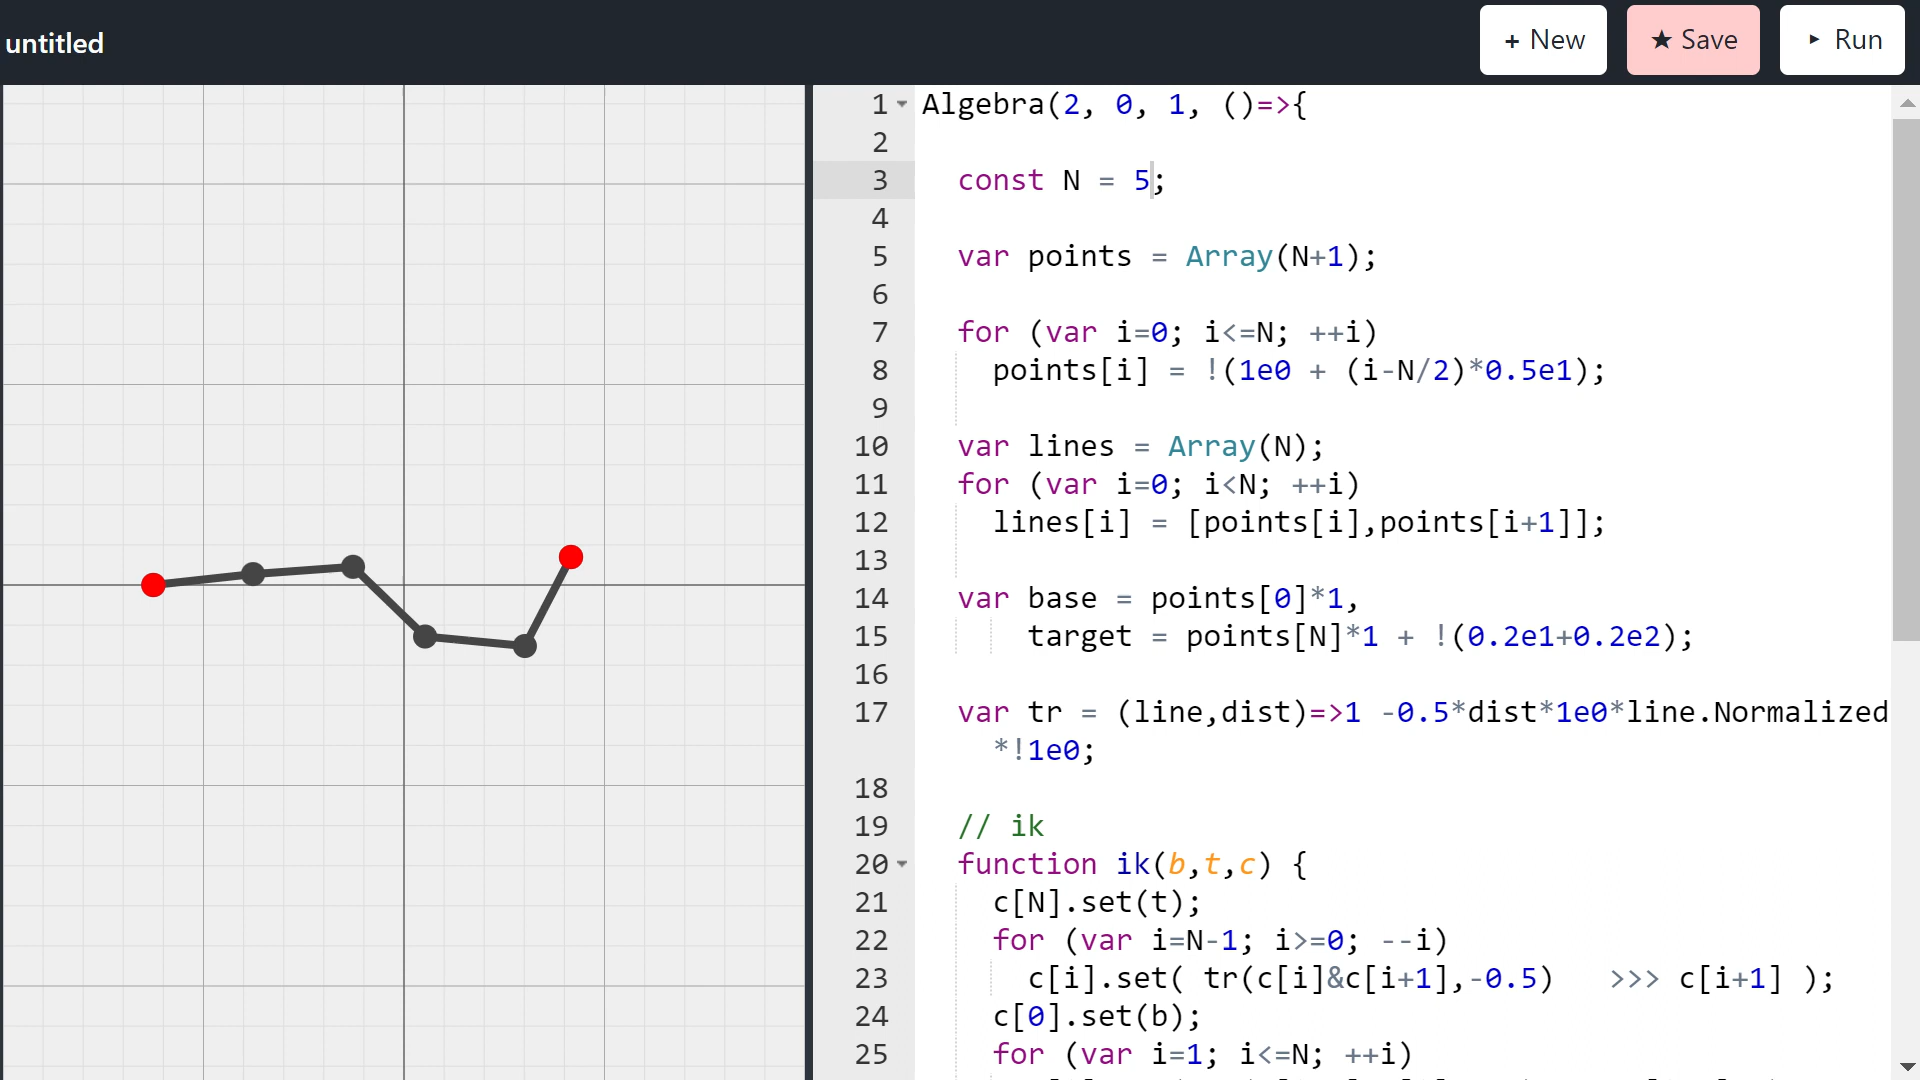 untitled
+ New
★ Save
‣ Run
1 Algebra(2, 0, 1, ()=>{
2
3 const N = 5;
4
5 var points = Array(N+1);
6
7 for (var i=0; i<=N; ++i)
8 points[i] = !(1e0 + (i-N/2)*0.5e1);
9
10 var lines = Array(N);
11 for (var i=0; i<N; ++i)
12 lines[i] = [points[i],points[i+1]];
13
14 var base = points[0]*1,
15 target = points[N]*1 + !(0.2e1+0.2e2);
16
17 var tr = (line,dist)=>1 -0.5*dist*1e0*line.Normalized
*!1e0;
18
19 // ik
20 function ik(b,t,c) {
21 c[N].set(t);
22 for (var i=N-1; i>=0; --i)
23 c[i].set( tr(c[i]&c[i+1],-0.5) >>> c[i+1] );
24 c[0].set(b);
25 for (var i=1; i<=N; ++i)